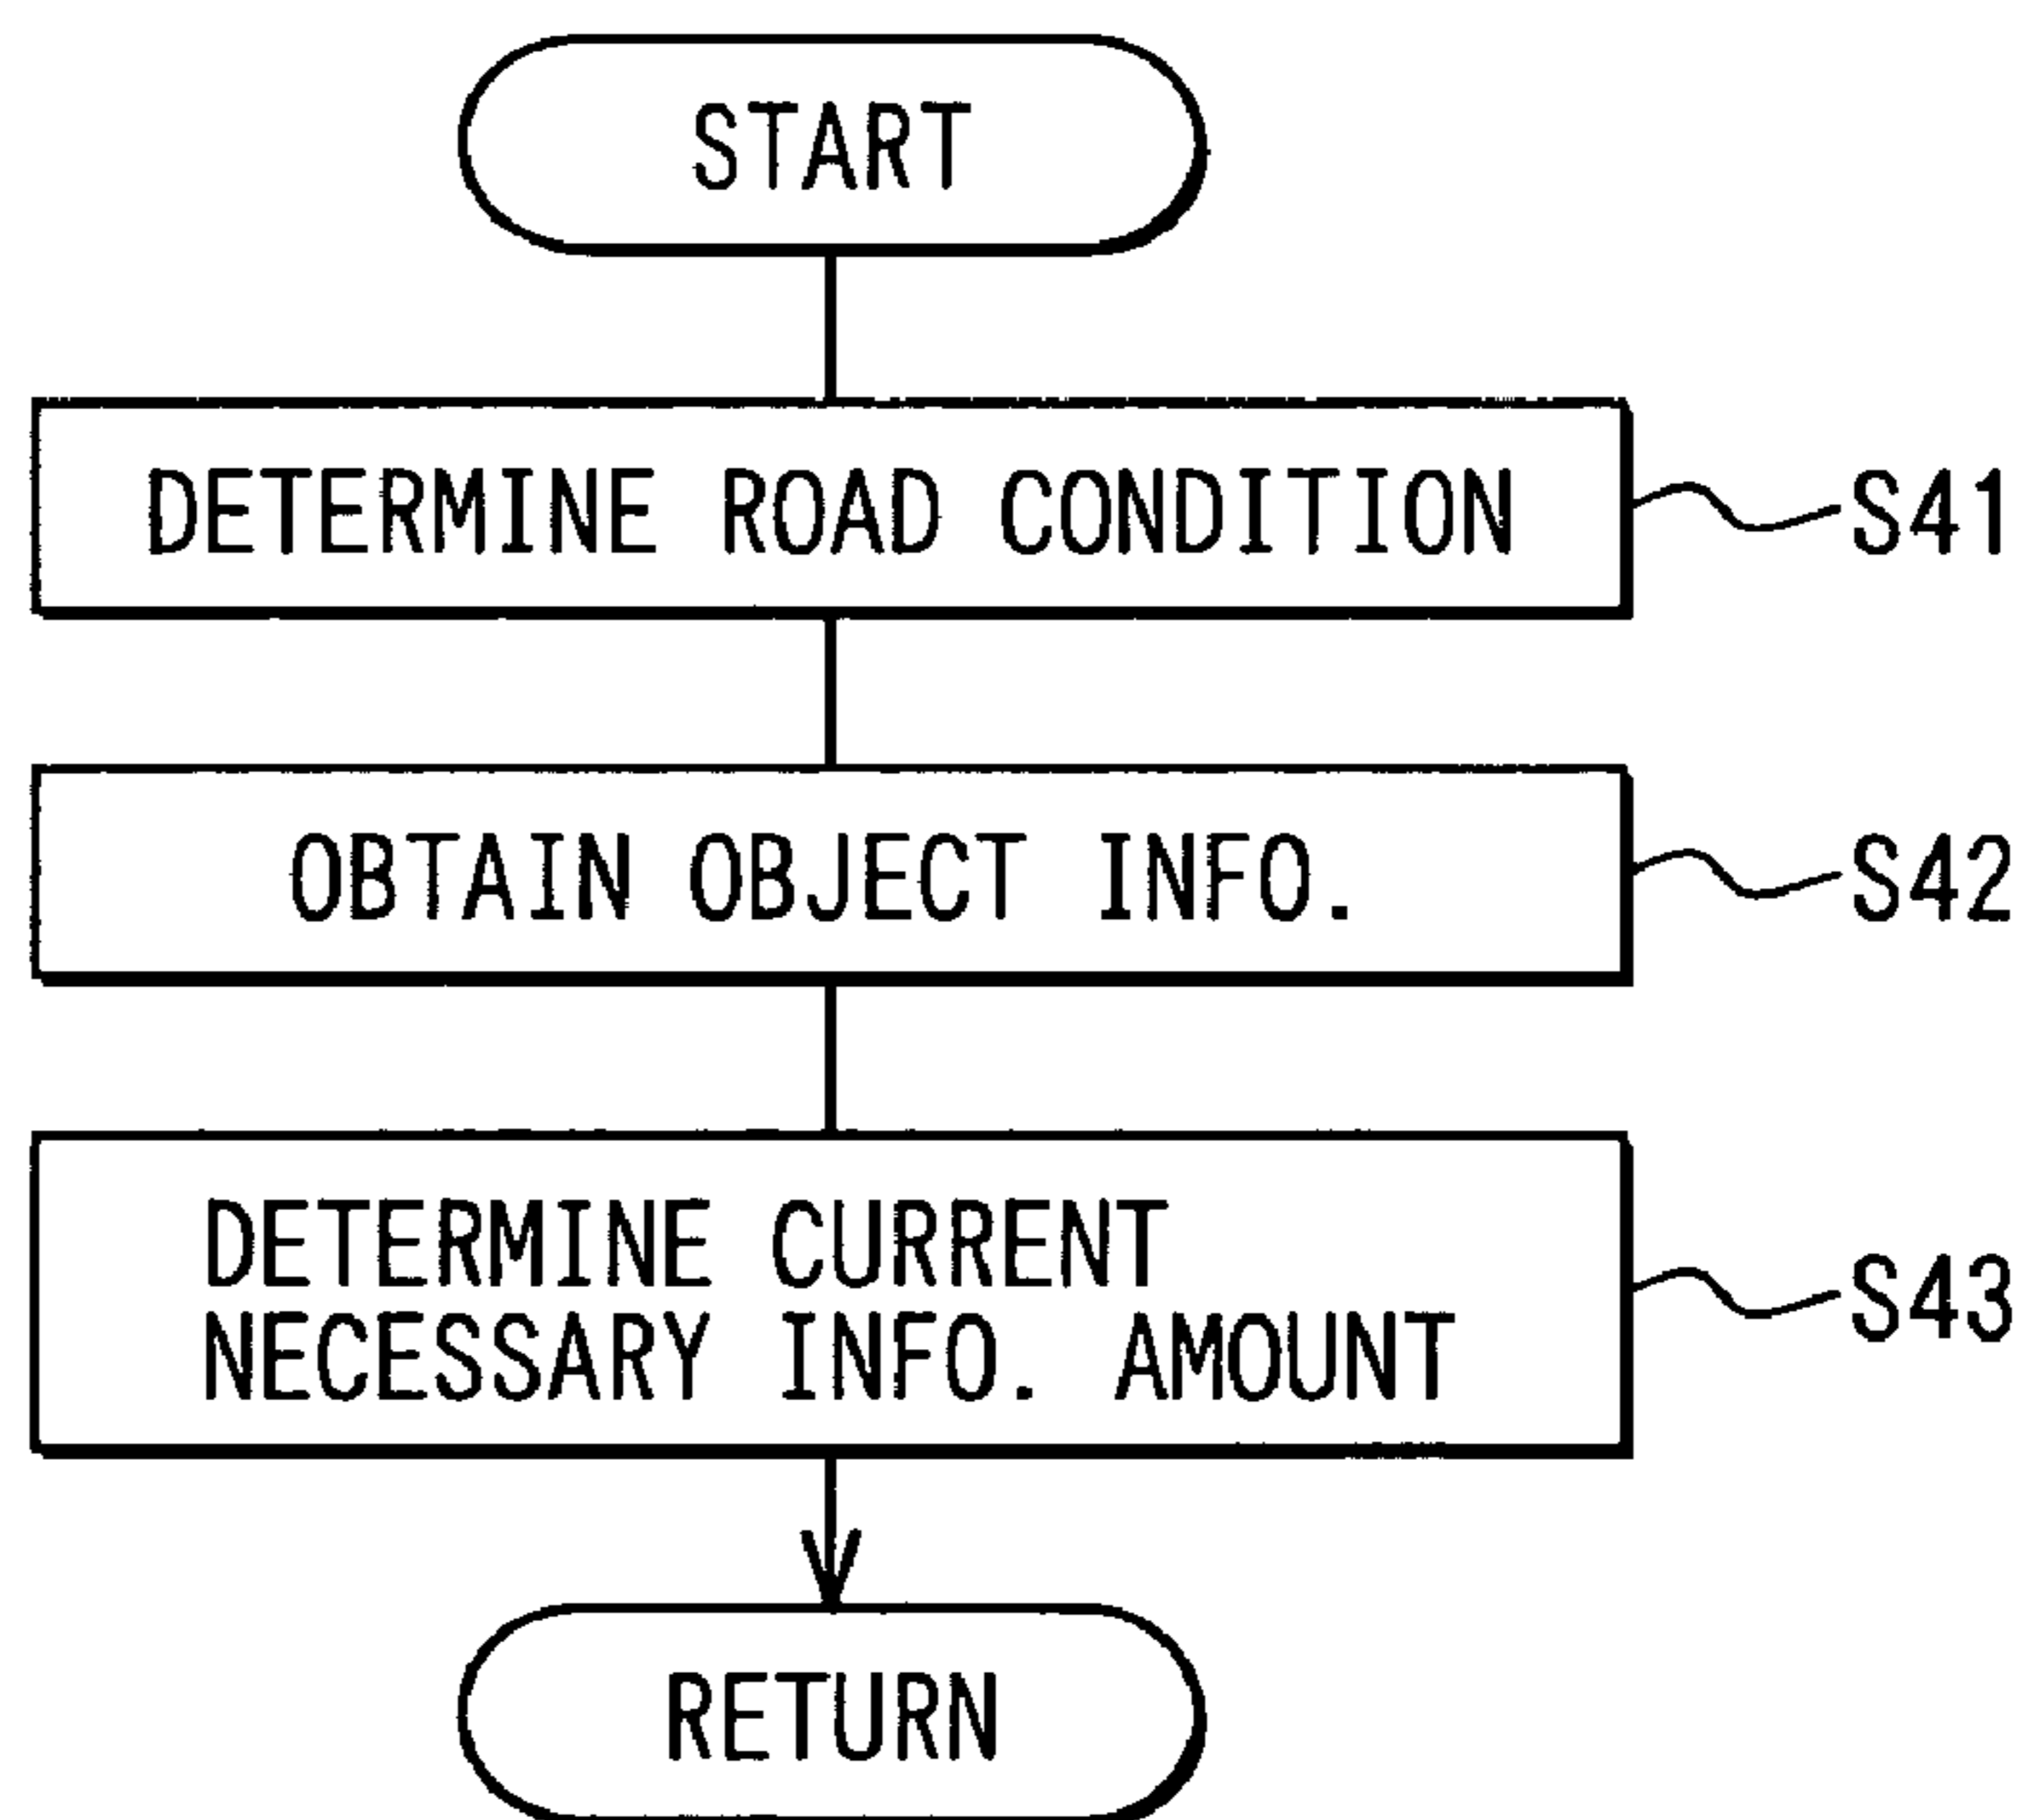 START
DETERMINE ROAD CONDITION
S41
OBTAIN OBJECT INFO.
S42
DETERMINE CURRENT
NECESSARY INFO. AMOUNT
S43
RETURN